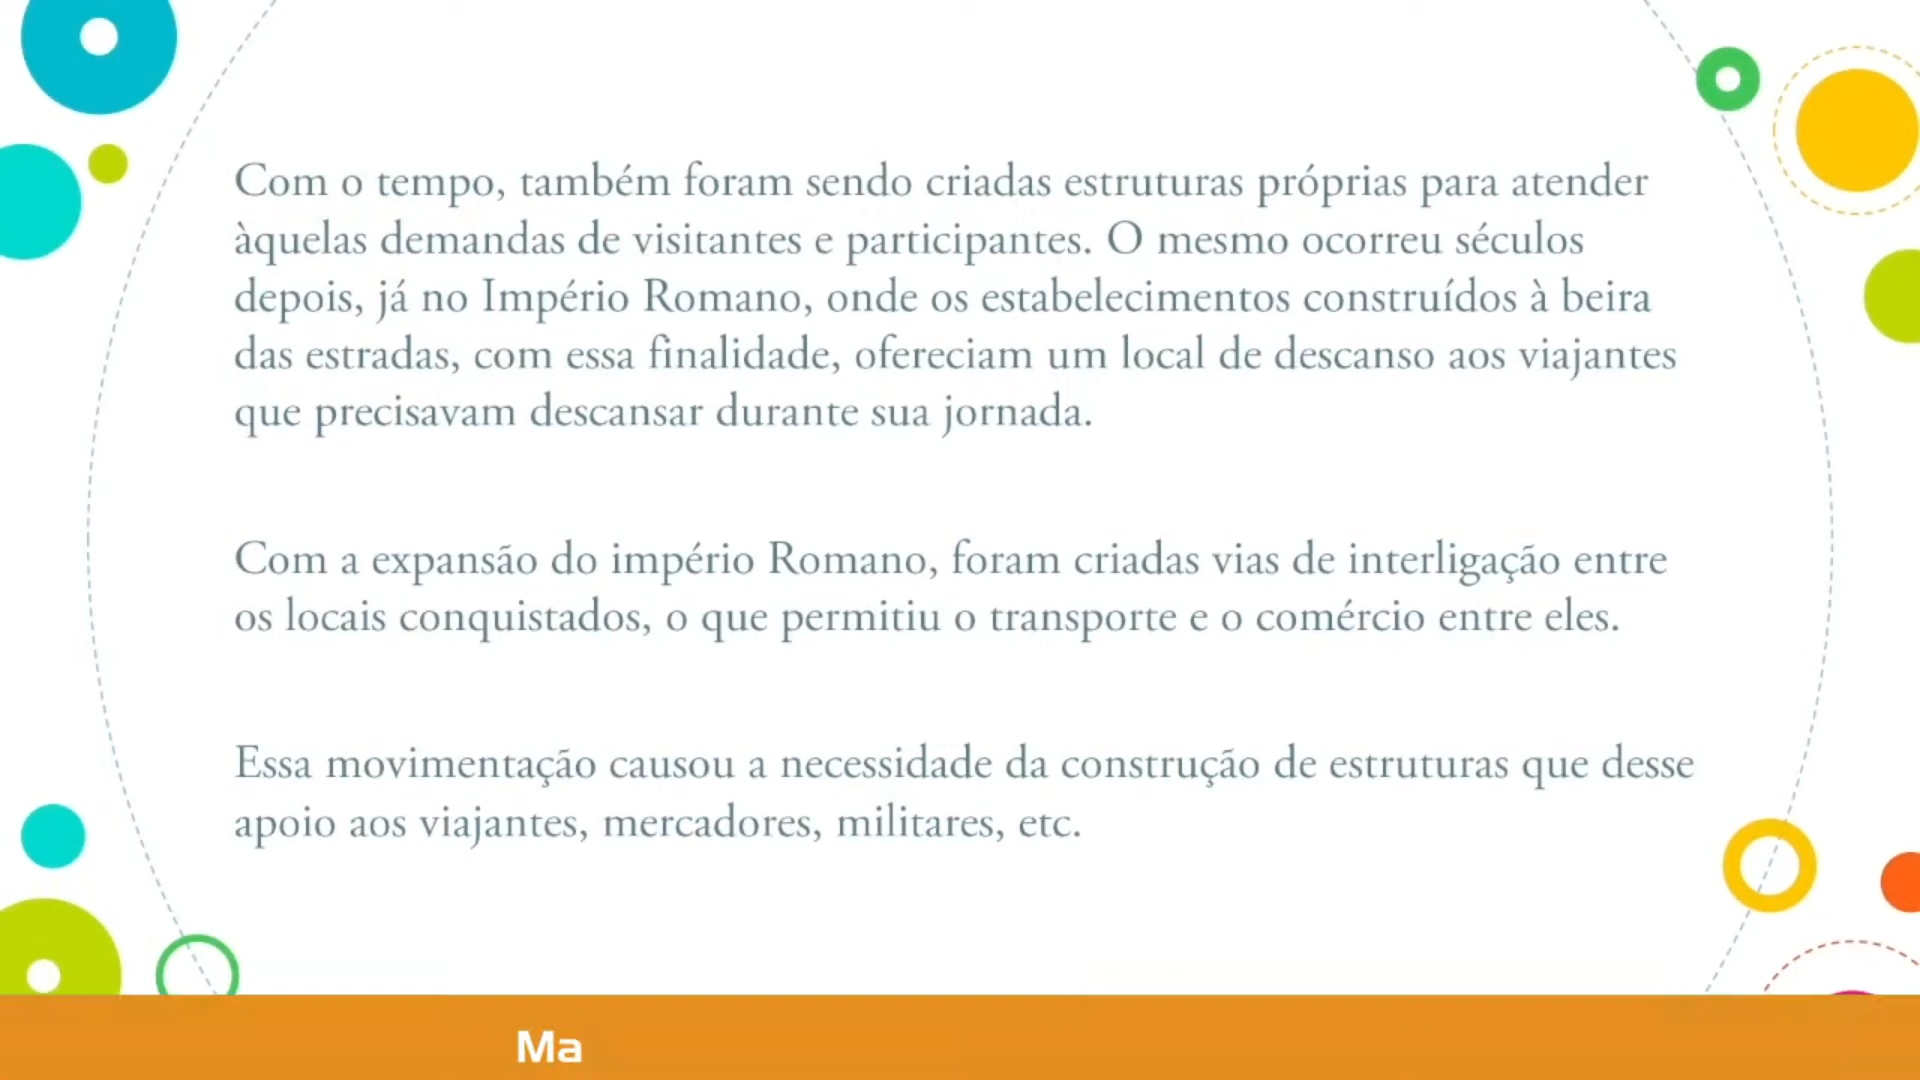 Com o tempo, também foram sendo criadas estruturas próprias para atender
àquelas demandas de visitantes e participantes. O mesmo ocorreu séculos
depois, já no Império Romano, onde os estabelecimentos construídos à beira
das estradas, com essa finalidade, ofereciam um local de descanso aos viajantes
que precisavam descansar durante sua jornada.
Com a expansão do império Romano, foram criadas vias de interligação entre
os locais conquistados, o que permitiu o transporte e o comércio entre eles.
Essa movimentação causou a necessidade da construção de estruturas que desse
apoio aos viajantes, mercadores, militares, etc.
Ma